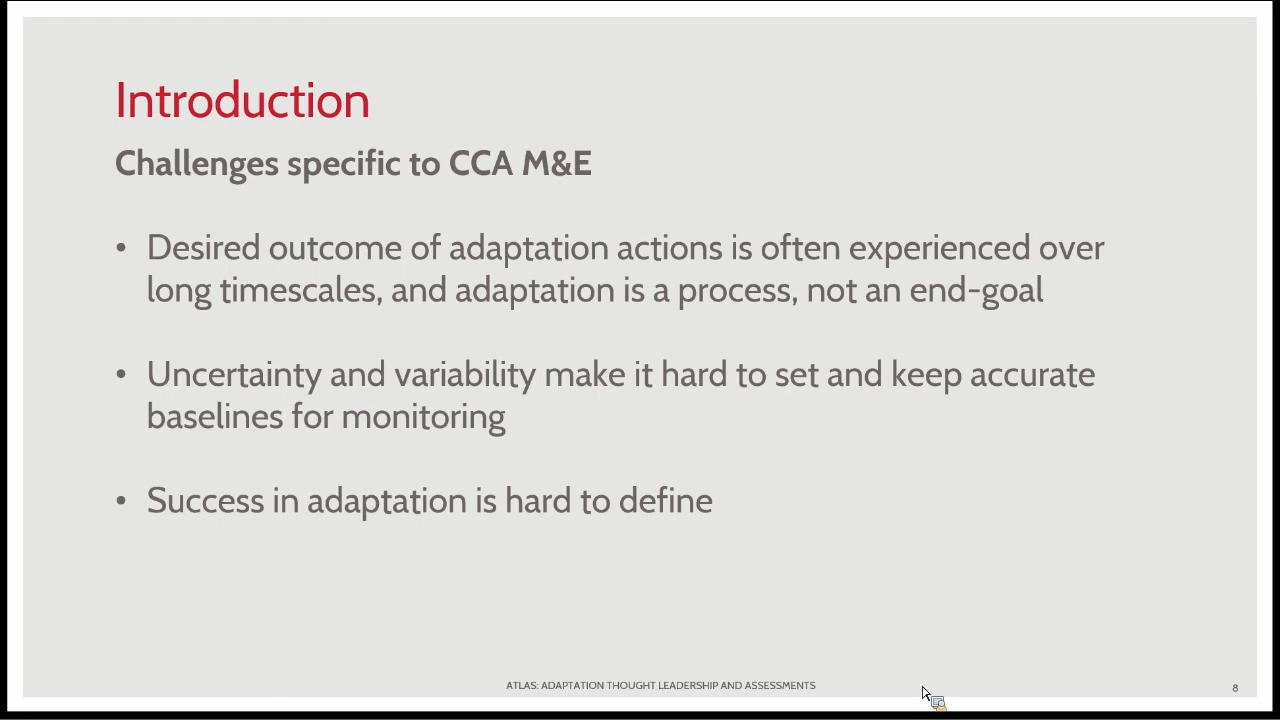 Introduction
Challenges specific to CCA M&E
• Desired outcome of adaptation actions is often experienced over
long timescales, and adaptation is a process, not an end-goal
• Uncertainty and variability make it hard to set and keep accurate
baselines for monitoring
• Success in adaptation is hard to define
ATLAS: ADAPTATION THOUGHT LEADERSHIP AND ASSESSMENTS
8